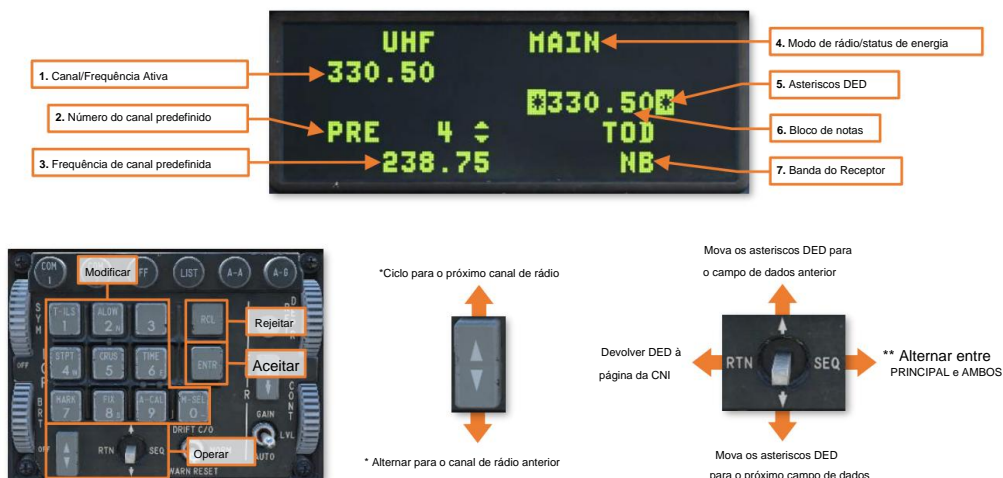 UHF MAIN
330.50
*330.50*
PRE 4 TOD
238.75 NB
1. Canal/Frequência Ativa
2. Número do canal predefinido
3. Frequência de canal predefinida
4. Modo de rádio/status de energia
5. Asteriscos DED
6. Bloco de notas
7. Banda do Receptor
COM 1 FF LIST A-A A-G
Modificar
T-ILS 1 ALOW 2 N 3 RCL Rejeitar
STPT 4 W CRUS 5 TIME 6 E ENTR Aceitar
MARK 7 FIX 8 S A-CAL 9 M-SEL 0
SYM
OFF
BRT
OFF
CONT
GAIN
LVL
AUTO
DRIFT C/O
RTN SEQ
Operar
WARN RESET
*Ciclo para o próximo canal de rádio
* Alternar para o canal de rádio anterior
Mova os asteriscos DED para
o campo de dados anterior
Devolver DED à
página da CNI
RTN SEQ
** Alternar entre
PRINCIPAL e AMBOS
Mova os asteriscos DED
para o próximo campo de dados